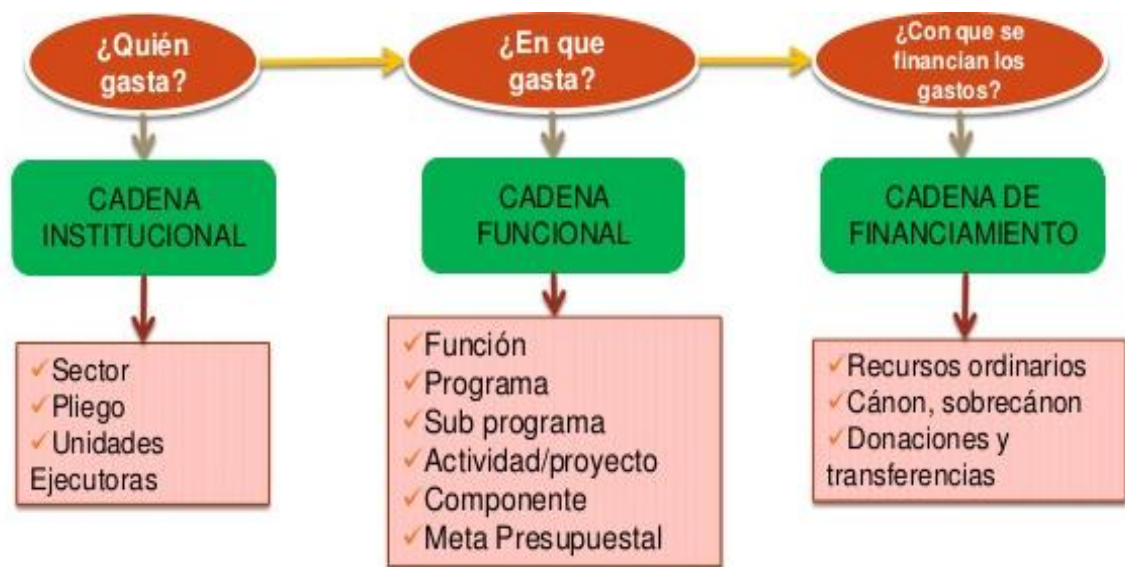 ¿Quién
gasta?
¿En que
gasta?
¿Con que se
financian los
gastos?
CADENA
INSTITUCIONAL
CADENA
FUNCIONAL
CADENA DE
FINANCIAMIENTO
✓Sector
✓Pliego
✓Unidades
Ejecutoras
✓Función
✓Programa
✓Sub programa
✓Actividad/proyecto
✓Componente
✓Meta Presupuestal
✓Recursos ordinarios
✓Cánon, sobrecánon
✓Donaciones y
transferencias